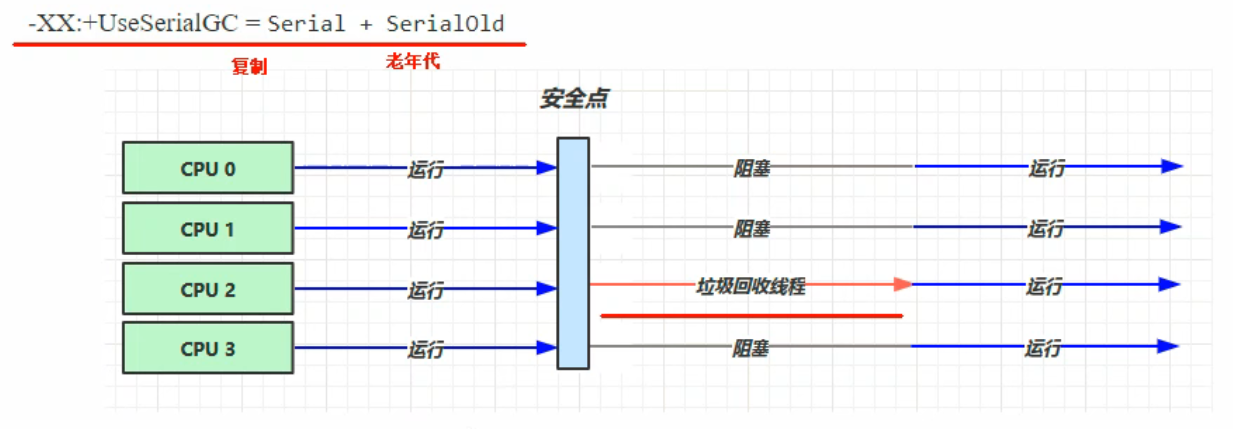 -XX:+UseSerialGC = Serial + SerialOld
复制 老年代
安全点
CPU 0 运行 阻塞 运行
CPU 1 运行 阻塞 运行
CPU 2 运行 垃圾回收线程 运行
CPU 3 运行 阻塞 运行